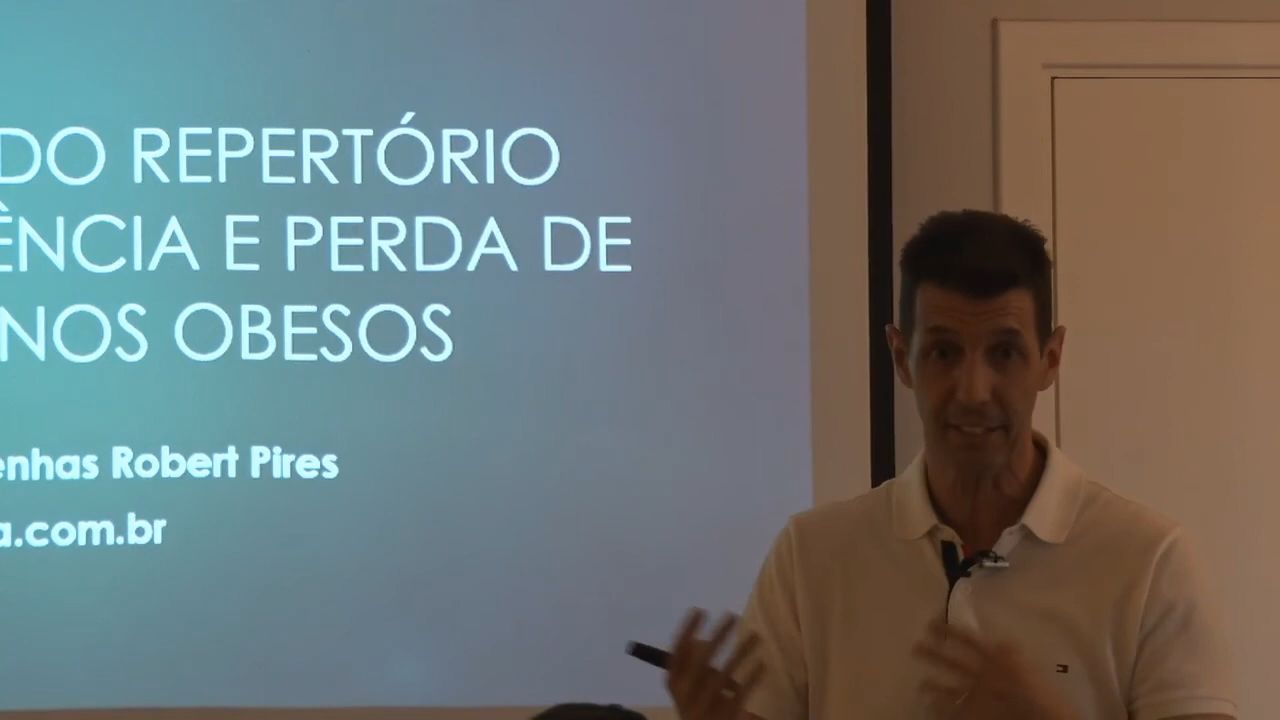 DO REPERTÓRIO
ÊNCIA E PERDA DE
NOS OBESOS
enhas Robert Pires
a.com.br